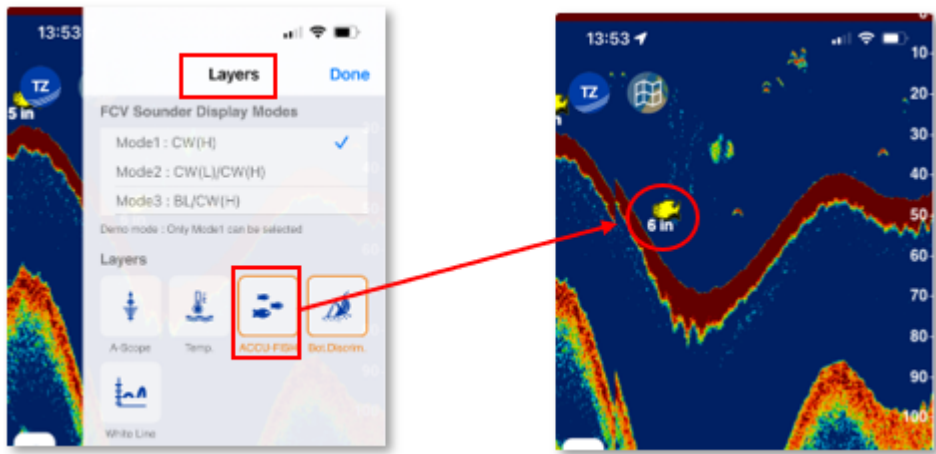 13:53
Layers
Done
TZ
5 in
FCV Sounder Display Modes
Mode1 : CW(H)
Mode2 : CW(L)/CW(H)
Mode3 : BL/CW(H)
Demo mode : Only Mode1 can be selected
Layers
A-Scope
Temp.
ACCU-FISH
Bot.Discrim.
White Line
13:53
TZ
6 in
10
20
30
40
50
60
70
80
90
100